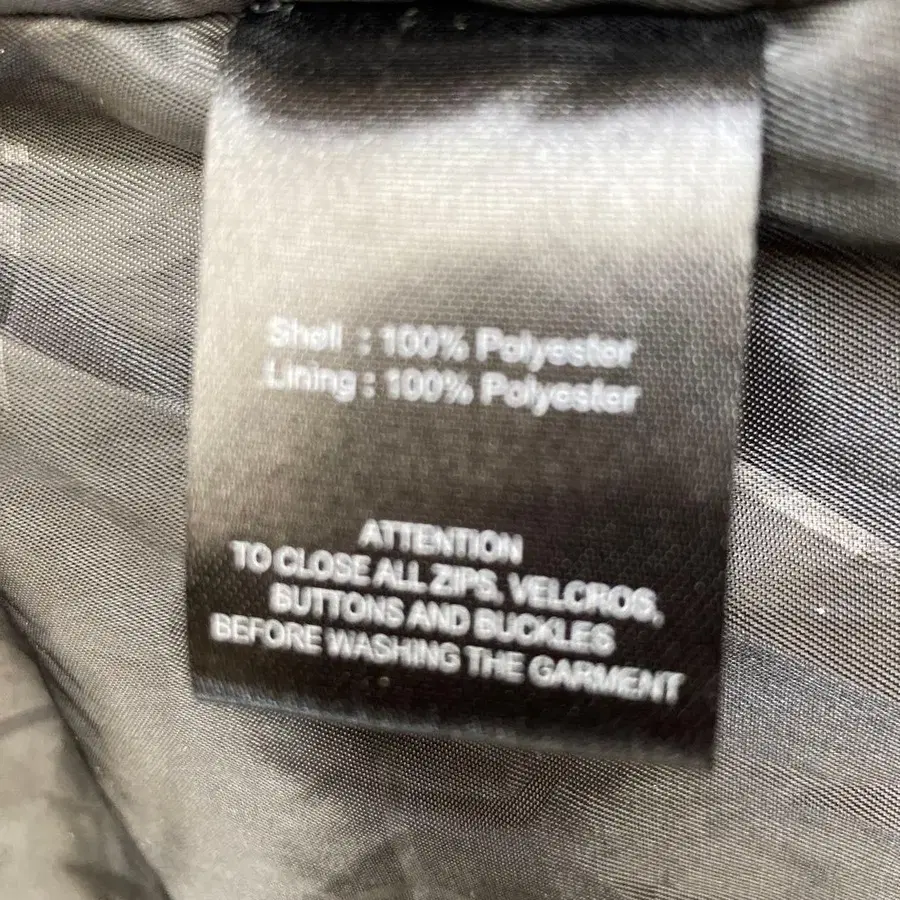 Shell : 100% Polyester
Lining : 100% Polyester
ATTENTION
TO CLOSE ALL ZIPS, VELCROS,
BUTTONS AND BUCKLES
BEFORE WASHING THE GARMENT